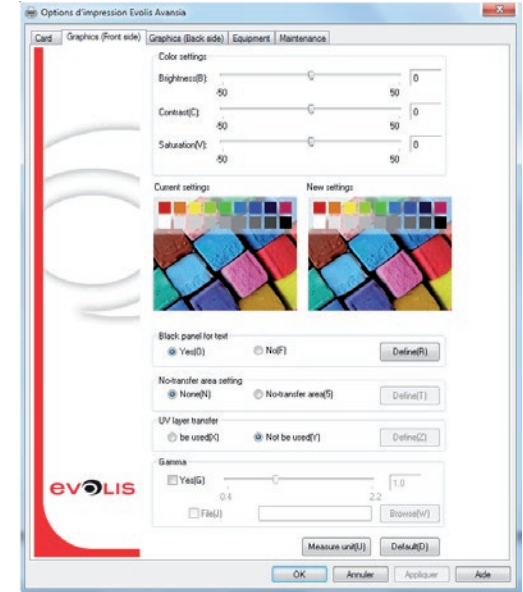 Options d'impression Evolis Avansia
Card Graphics (Front side) Graphics (Back side) Equipment Maintenance
Color settings
Brightness(B): 0
-50 50
Contrast(C): 0
-50 50
Saturation(V): 0
-50 50
Current settings New settings
Black panel for text
Yes(O) No(F) Define(R)
No-transfer area setting
None(N) No-transfer area(S) Define(T)
UV layer transfer
be used(X) Not be used(Y) Define(Z)
Gamma
Yes(G) 1.0
0.4 2.2
File(J) Browse(W)
evolis
Measure unit(U) Default(D)
OK Annuler Appliquer Aide